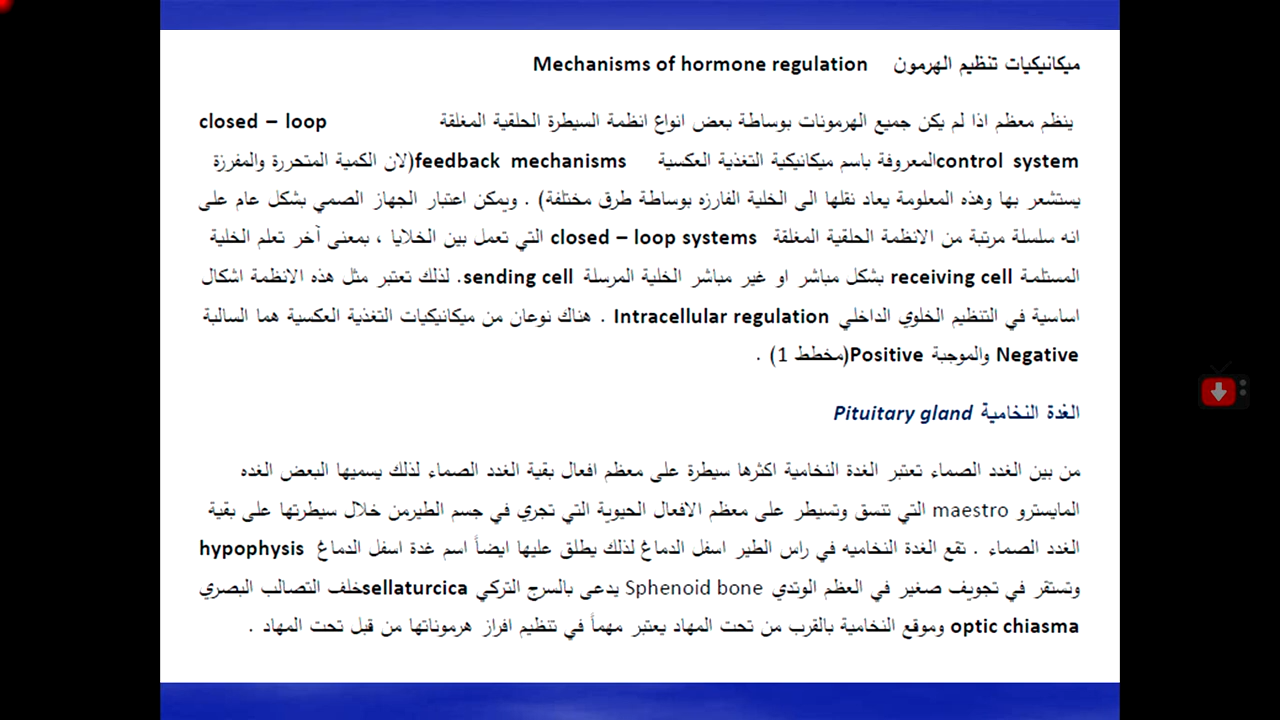 ميكانيكيات تنظيم الهرمون Mechanisms of hormone regulation
ينظم معظم اذا لم يكن جميع الهرمونات بوساطة بعض انواع انظمة السيطرة الحلقية المغلقة closed – loop
control systemالمعروفة باسم ميكانيكية التغذية العكسية feedback mechanisms(لان الكمية المتحررة والمفرزة
يستشعر بها وهذه المعلومة يعاد نقلها الى الخلية الفارزه بوساطة طرق مختلفة) . ويمكن اعتبار الجهاز الصمي بشكل عام على
انه سلسلة مرتبة من الانظمة الحلقية المغلقة closed – loop systems التي تعمل بين الخلايا ، بمعنى آخر تعلم الخلية
المستلمة receiving cell بشكل مباشر او غير مباشر الخلية المرسلة sending cell. لذلك تعتبر مثل هذه الانظمة اشكال
اساسية في التنظيم الخلوي الداخلي Intracellular regulation . هناك نوعان من ميكانيكيات التغذية العكسية هما السالبة
Negative والموجبة Positive(مخطط 1) .
الغدة النخامية Pituitary gland
من بين الغدد الصماء تعتبر الغدة النخامية اكثرها سيطرة على معظم افعال بقية الغدد الصماء لذلك يسميها البعض الغده
المايسترو maestro التي تنسق وتسيطر على معظم الافعال الحيوية التي تجري في جسم الطيرمن خلال سيطرتها على بقية
الغدد الصماء . تقع الغدة النخاميه في راس الطير اسفل الدماغ لذلك يطلق عليها ايضاً اسم غدة اسفل الدماغ hypophysis
وتستقر في تجويف صغير في العظم الوتدي Sphenoid bone يدعى بالسرج التركي sellaturcicaخلف التصالب البصري
optic chiasma وموقع النخامية بالقرب من تحت المهاد يعتبر مهماً في تنظيم افراز هرموناتها من قبل تحت المهاد .